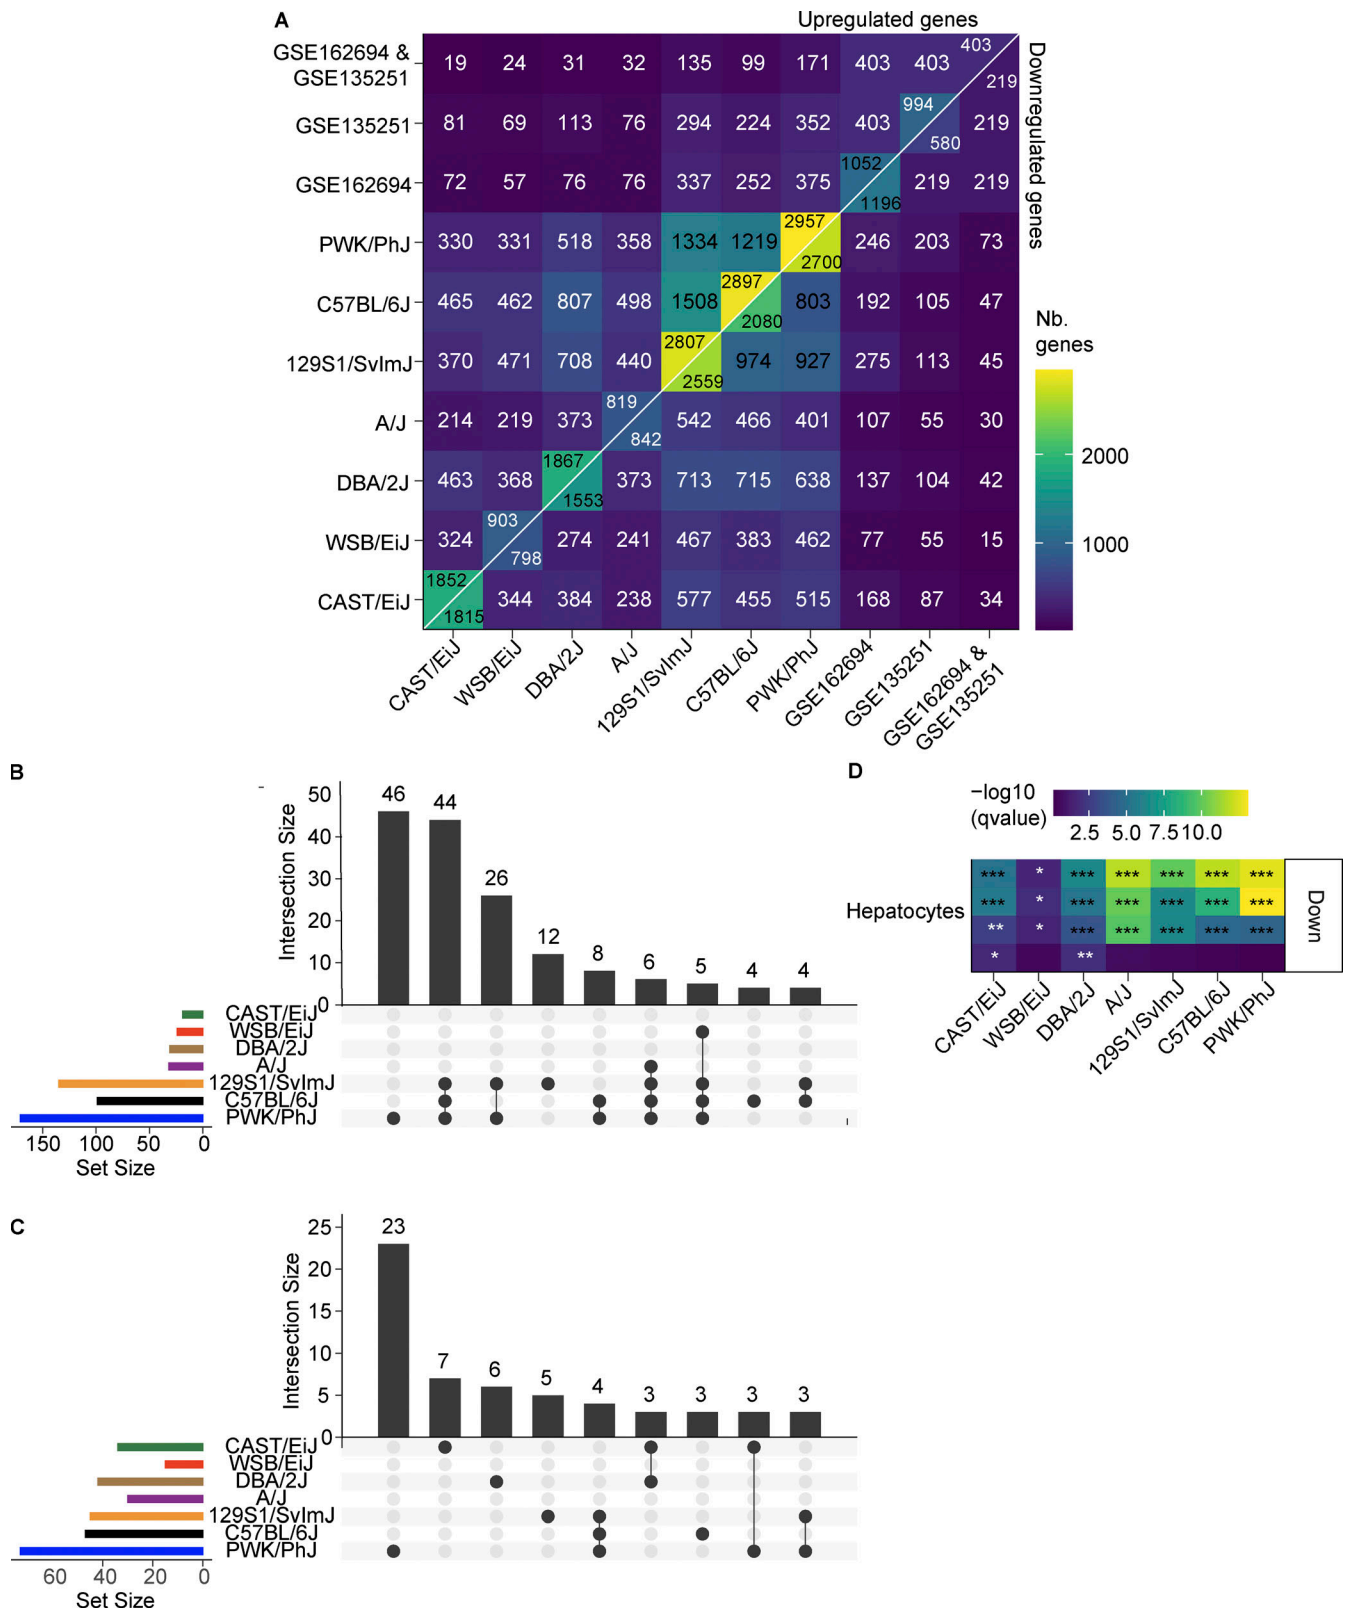 A
Upregulated genes
Downregulated genes
GSE162694 &
GSE135251
19 24 31 32 135 99 171 403 403 403 219
GSE135251
81 69 113 76 294 224 352 403 994 580 219
GSE162694
72 57 76 76 337 252 375 1052 1196 219 219
PWK/PhJ
330 331 518 358 1334 1219 2957 2700 246 203 73
C57BL/6J
465 462 807 498 1508 2897 2080 803 192 105 47
129S1/SvImJ
370 471 708 440 2807 2559 974 927 275 113 45
A/J
214 219 373 819 842 542 466 401 107 55 30
DBA/2J
463 368 1867 1553 373 713 715 638 137 104 42
WSB/EiJ
324 903 798 274 241 467 383 462 77 55 15
CAST/EiJ
1852 1815 344 384 238 577 455 515 168 87 34
CAST/EiJ
WSB/EiJ
DBA/2J
A/J
129S1/SvImJ
C57BL/6J
PWK/PhJ
GSE162694
GSE135251
GSE162694 &
GSE135251
Nb.
genes
2000
1000
B
Intersection Size
50
40
30
20
10
0
46 44 26 12 8 6 5 4 4
CAST/EiJ
WSB/EiJ
DBA/2J
A/J
129S1/SvImJ
C57BL/6J
PWK/PhJ
150 100 50 0
Set Size
D
−log10
(qvalue)
2.5 5.0 7.5 10.0
Hepatocytes
*** * *** *** *** *** ***
*** * *** *** *** *** ***
** * *** *** *** *** ***
* **
Down
CAST/EiJ
WSB/EiJ
DBA/2J
A/J
129S1/SvImJ
C57BL/6J
PWK/PhJ
C
Intersection Size
25
20
15
10
5
0
23 7 6 5 4 3 3 3 3
CAST/EiJ
WSB/EiJ
DBA/2J
A/J
129S1/SvImJ
C57BL/6J
PWK/PhJ
60 40 20 0
Set Size